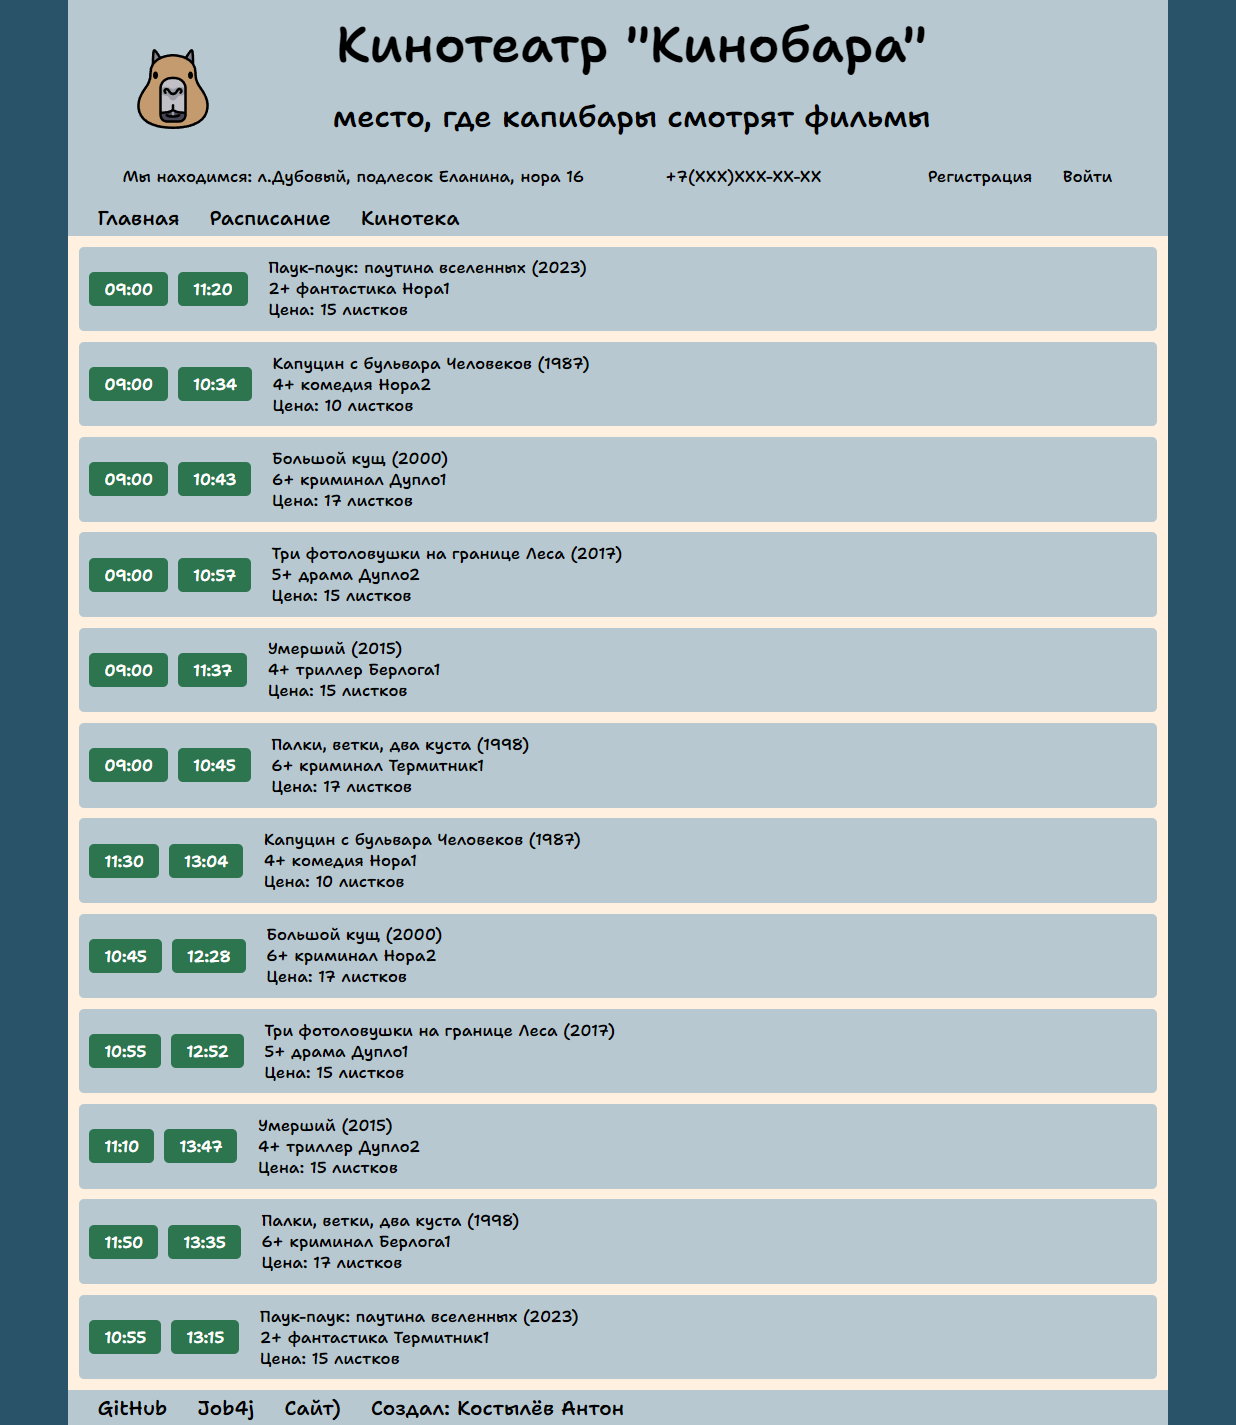 Кинотеатр "Кинобара"
место, где капибары смотрят фильмы
Мы находимся: л.Дубовый, подлесок Еланина, нора 16 +7(XXX)XXX-XX-XX Регистрация Войти
Главная Расписание Кинотека
Паук-паук: паутина вселенных (2023)
09:00 11:20 2+ фантастика Нора1
Цена: 15 листков
Капуцин с бульвара Человеков (1987)
09:00 10:34 4+ комедия Нора2
Цена: 10 листков
Большой кущ (2000)
09:00 10:43 6+ криминал Дупло1
Цена: 17 листков
Три фотоловушки на границе Леса (2017)
09:00 10:57 5+ драма Дупло2
Цена: 15 листков
Умерший (2015)
09:00 11:37 4+ триллер Берлога1
Цена: 15 листков
Палки, ветки, два куста (1998)
09:00 10:45 6+ криминал Термитник1
Цена: 17 листков
Капуцин с бульвара Человеков (1987)
11:30 13:04 4+ комедия Нора1
Цена: 10 листков
Большой кущ (2000)
10:45 12:28 6+ криминал Нора2
Цена: 17 листков
Три фотоловушки на границе Леса (2017)
10:55 12:52 5+ драма Дупло1
Цена: 15 листков
Умерший (2015)
11:10 13:47 4+ триллер Дупло2
Цена: 15 листков
Палки, ветки, два куста (1998)
11:50 13:35 6+ криминал Берлога1
Цена: 17 листков
Паук-паук: паутина вселенных (2023)
10:55 13:15 2+ фантастика Термитник1
Цена: 15 листков
GitHub Job4j Сайт) Создал: Костылёв Антон